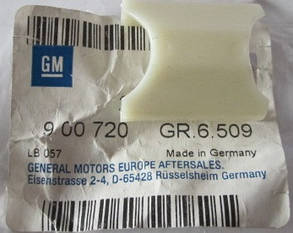 GM
9 00 720 GR.6.509
LB 057 Made in Germany
GENERAL MOTORS EUROPE AFTERSALES.
Eisenstrasse 2-4, D-65428 Rüsselsheim Germany